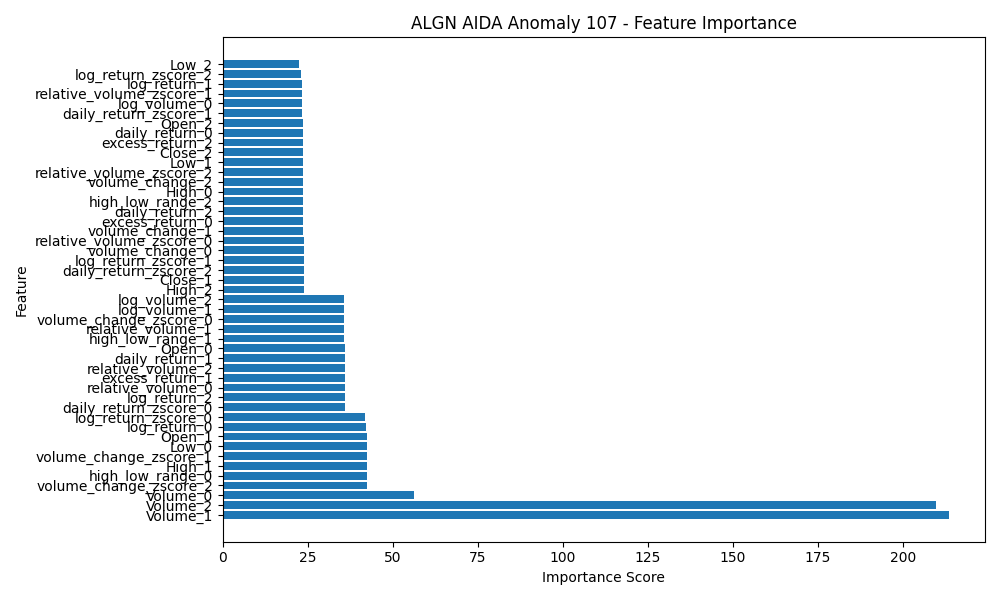 ALGN AIDA Anomaly 107 - Feature Importance
Low_2
log_return_zscore_2
log_return_1
relative_volume_zscore_1
log_volume_0
daily_return_zscore_1
Open_2
daily_return_0
excess_return_2
Close_2
Low_1
relative_volume_zscore_2
volume_change_2
High_0
high_low_range_2
daily_return_2
excess_return_0
volume_change_1
relative_volume_zscore_0
volume_change_0
log_return_zscore_1
daily_return_zscore_2
Close_1
High_2
log_volume_2
log_volume_1
volume_change_zscore_0
relative_volume_1
high_low_range_1
Open_0
daily_return_1
relative_volume_2
excess_return_1
relative_volume_0
log_return_2
daily_return_zscore_0
log_return_zscore_0
log_return_0
Open_1
Low_0
volume_change_zscore_1
High_1
high_low_range_0
volume_change_zscore_2
Volume_0
Volume_2
Volume_1
Feature
0 25 50 75 100 125 150 175 200
Importance Score